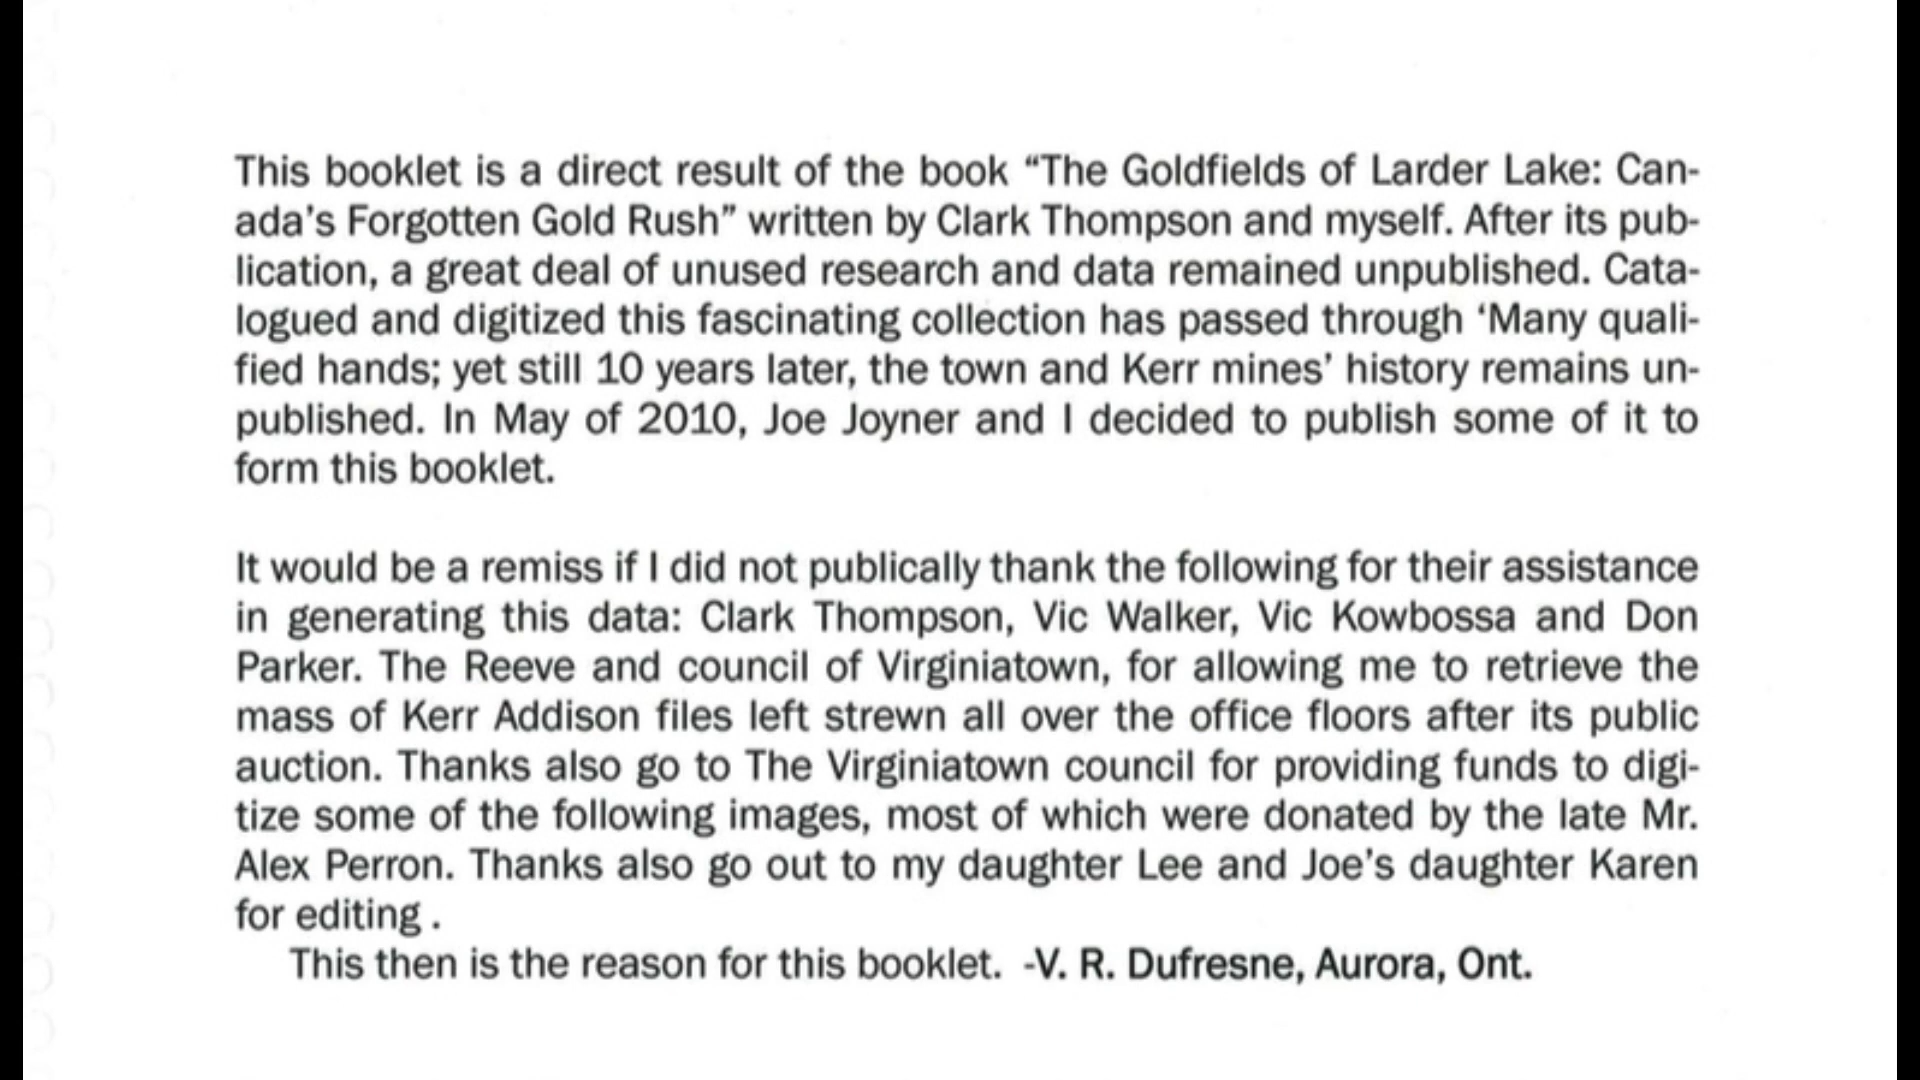 This booklet is a direct result of the book “The Goldfields of Larder Lake: Can-
ada’s Forgotten Gold Rush” written by Clark Thompson and myself. After its pub-
lication, a great deal of unused research and data remained unpublished. Cata-
logued and digitized this fascinating collection has passed through ‘Many quali-
fied hands; yet still 10 years later, the town and Kerr mines’ history remains un-
published. In May of 2010, Joe Joyner and I decided to publish some of it to
form this booklet.
It would be a remiss if I did not publically thank the following for their assistance
in generating this data: Clark Thompson, Vic Walker, Vic Kowbossa and Don
Parker. The Reeve and council of Virginiatown, for allowing me to retrieve the
mass of Kerr Addison files left strewn all over the office floors after its public
auction. Thanks also go to The Virginiatown council for providing funds to digi-
tize some of the following images, most of which were donated by the late Mr.
Alex Perron. Thanks also go out to my daughter Lee and Joe’s daughter Karen
for editing .
This then is the reason for this booklet. -V. R. Dufresne, Aurora, Ont.